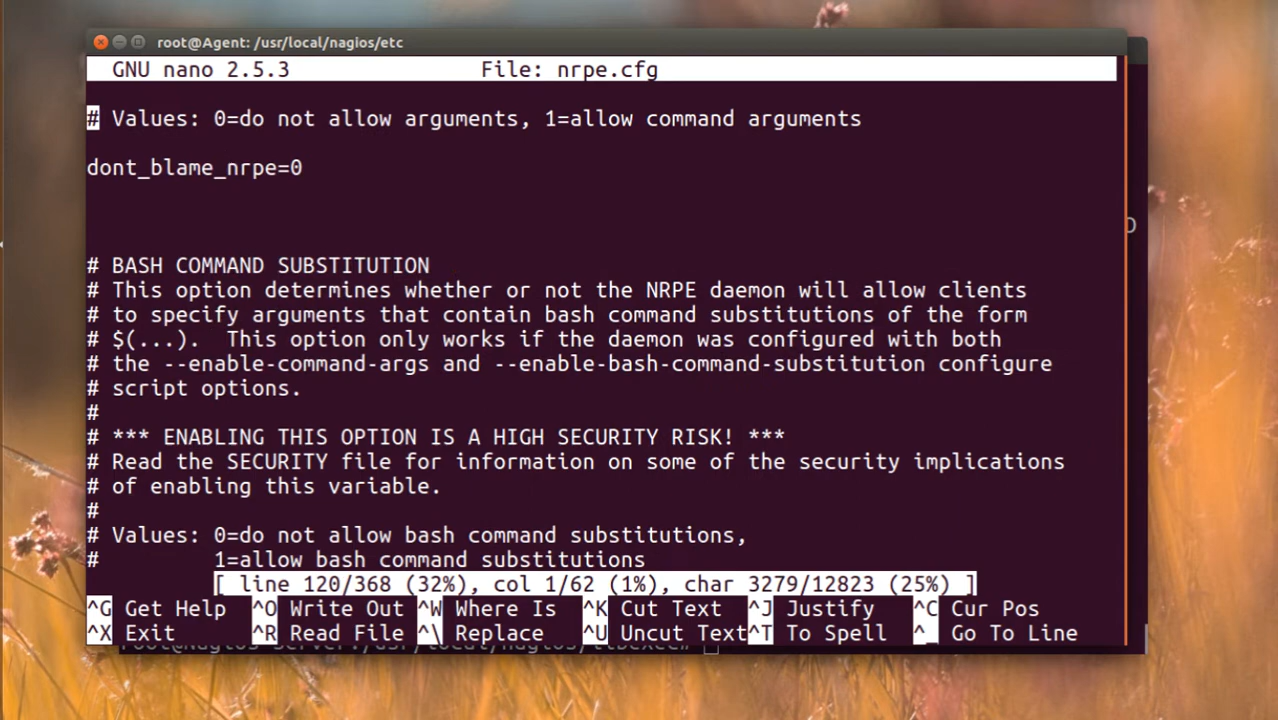 root@Agent: /usr/local/nagios/etc
GNU nano 2.5.3 File: nrpe.cfg
# Values: 0=do not allow arguments, 1=allow command arguments
dont_blame_nrpe=0
# BASH COMMAND SUBSTITUTION
# This option determines whether or not the NRPE daemon will allow clients
# to specify arguments that contain bash command substitutions of the form
# $(...).  This option only works if the daemon was configured with both
# the --enable-command-args and --enable-bash-command-substitution configure
# script options.
#
# *** ENABLING THIS OPTION IS A HIGH SECURITY RISK! ***
# Read the SECURITY file for information on some of the security implications
# of enabling this variable.
#
# Values: 0=do not allow bash command substitutions,
#         1=allow bash command substitutions
[ line 120/368 (32%), col 1/62 (1%), char 3279/12823 (25%) ]
^G Get Help ^O Write Out ^W Where Is ^K Cut Text ^J Justify ^C Cur Pos
^X Exit ^R Read File ^\ Replace ^U Uncut Text ^T To Spell ^_ Go To Line